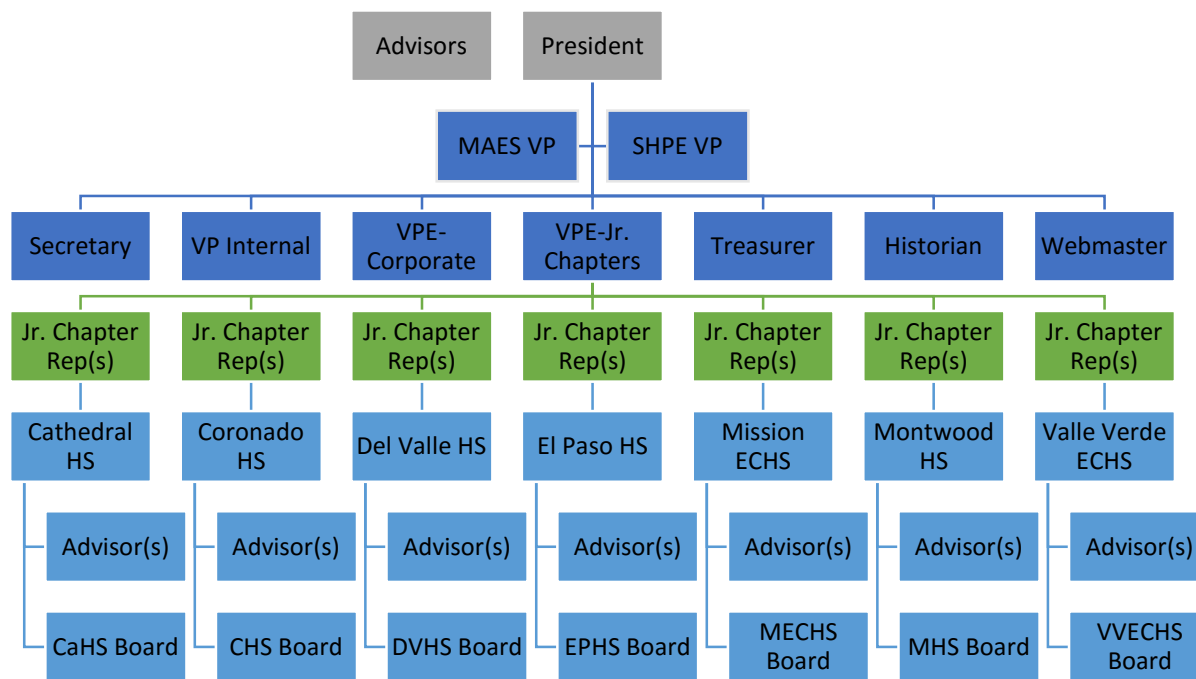 Advisors
President
MAES VP
SHPE VP
Secretary
VP Internal
VPE-
Corporate
VPE-Jr.
Chapters
Treasurer
Historian
Webmaster
Jr. Chapter
Rep(s)
Jr. Chapter
Rep(s)
Jr. Chapter
Rep(s)
Jr. Chapter
Rep(s)
Jr. Chapter
Rep(s)
Jr. Chapter
Rep(s)
Jr. Chapter
Rep(s)
Cathedral
HS
Coronado
HS
Del Valle HS
El Paso HS
Mission
ECHS
Montwood
HS
Valle Verde
ECHS
Advisor(s)
Advisor(s)
Advisor(s)
Advisor(s)
Advisor(s)
Advisor(s)
Advisor(s)
CaHS Board
CHS Board
DVHS Board
EPHS Board
MECHS
Board
MHS Board
VVECHS
Board